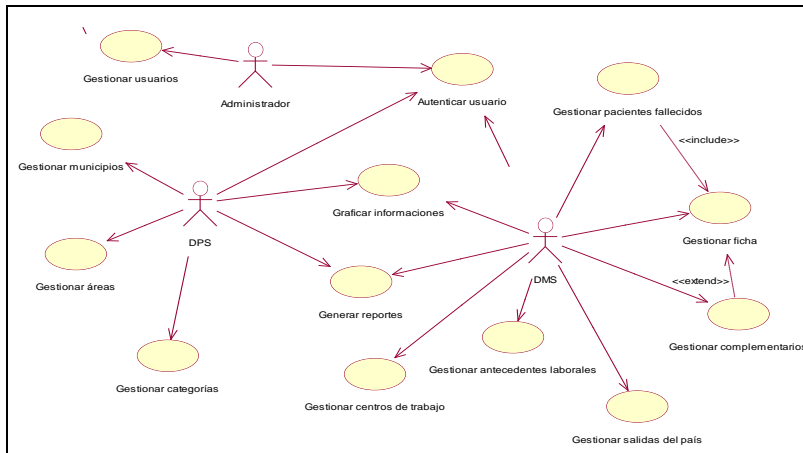 Gestionar usuarios
Administrador
Autenticar usuario
Gestionar pacientes fallecidos
<<include>>
Gestionar municipios
Graficar informaciones
DPS
Gestionar ficha
Gestionar áreas
DMS
<<extend>>
Generar reportes
Gestionar complementarios
Gestionar antecedentes laborales
Gestionar categorías
Gestionar centros de trabajo
Gestionar salidas del país